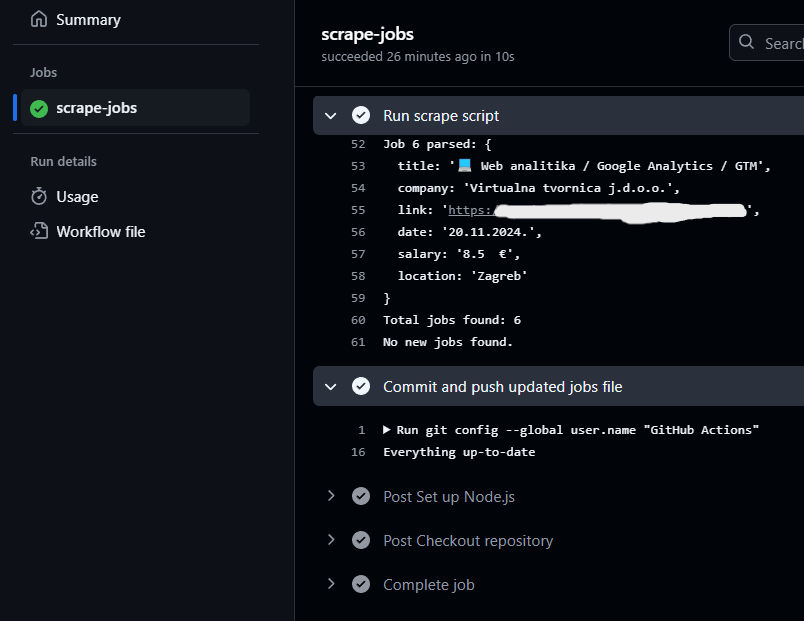 Summary
Jobs
scrape-jobs
Run details
Usage
Workflow file
scrape-jobs
succeeded 26 minutes ago in 10s
Run scrape script
52 Job 6 parsed: {
53 title: '💻 Web analitika / Google Analytics / GTM',
54 company: 'Virtualna tvornica j.d.o.o.',
55 link: 'https:/ ',
56 date: '20.11.2024.',
57 salary: '8.5  €',
58 location: 'Zagreb'
59 }
60 Total jobs found: 6
61 No new jobs found.
Commit and push updated jobs file
1 ▶ Run git config --global user.name "GitHub Actions"
16 Everything up-to-date
Post Set up Node.js
Post Checkout repository
Complete job